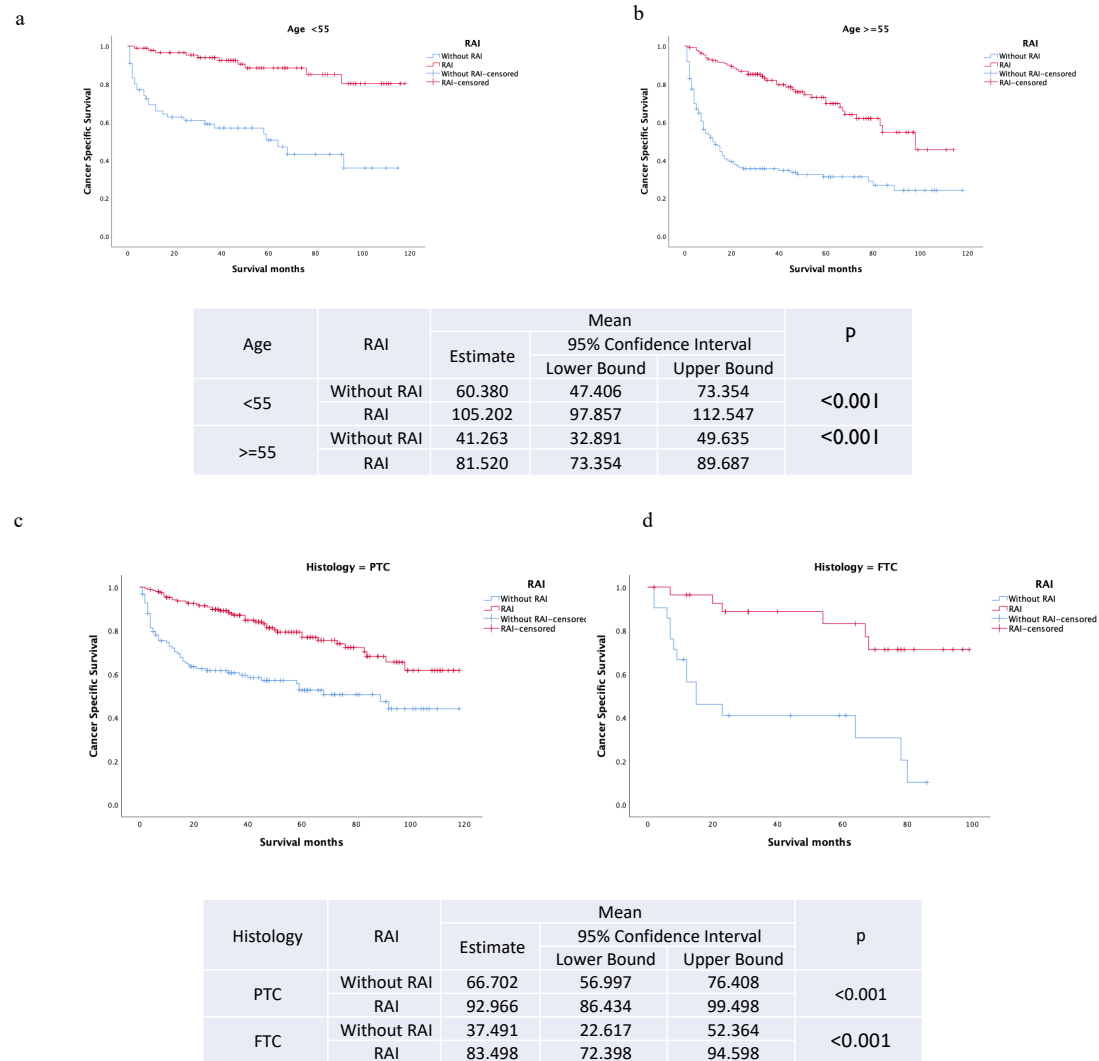 a
b
Age <55
Age >=55
RAI
Without RAI
RAI
Without RAI-censored
RAI-censored
RAI
Without RAI
RAI
Without RAI-censored
RAI-censored
Cancer Specific Survival
1.0
0.8
0.6
0.4
0.2
0.0
0 20 40 60 80 100 120
Survival months
Cancer Specific Survival
1.0
0.8
0.6
0.4
0.2
0.0
0 20 40 60 80 100 120
Survival months
Age RAI Mean P
Estimate 95% Confidence Interval
Lower Bound Upper Bound
<55 Without RAI 60.380 47.406 73.354 <0.001
RAI 105.202 97.857 112.547
>=55 Without RAI 41.263 32.891 49.635 <0.001
RAI 81.520 73.354 89.687
c
d
Histology = PTC
Histology = FTC
RAI
Without RAI
RAI
Without RAI-censored
RAI-censored
RAI
Without RAI
RAI
Without RAI-censored
RAI-censored
Cancer Specific Survival
1.0
0.8
0.6
0.4
0.2
0.0
0 20 40 60 80 100 120
Survival months
Cancer Specific Survival
1.0
0.8
0.6
0.4
0.2
0.0
0 20 40 60 80 100
Survival months
Histology RAI Mean p
Estimate 95% Confidence Interval
Lower Bound Upper Bound
PTC Without RAI 66.702 56.997 76.408 <0.001
RAI 92.966 86.434 99.498
FTC Without RAI 37.491 22.617 52.364 <0.001
RAI 83.498 72.398 94.598